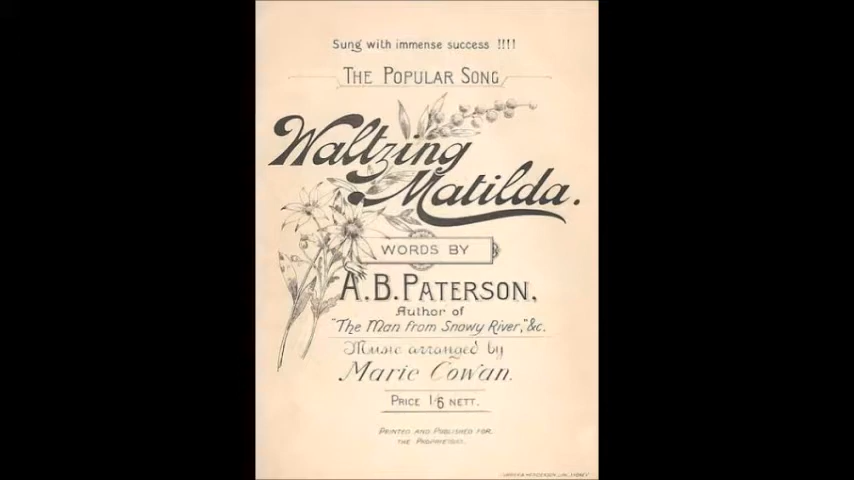 Sung with immense success !!!!
THE POPULAR SONG
Waltzing
Matilda.
WORDS BY
A.B. PATERSON.
Author of
"The Man from Snowy River," &c.
Music arranged by
Marie Cowan.
PRICE 1/6 NETT.
PRINTED AND PUBLISHED FOR
THE PROPRIETORS.